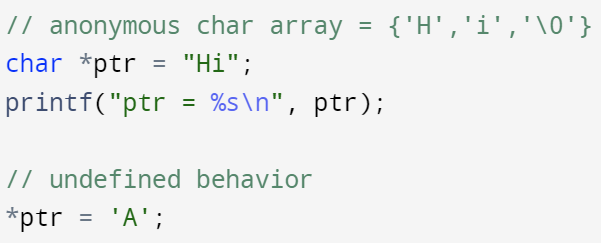 // anonymous char array = {'H','i','\0'}
char *ptr = "Hi";
printf("ptr = %s\n", ptr);
// undefined behavior
*ptr = 'A';